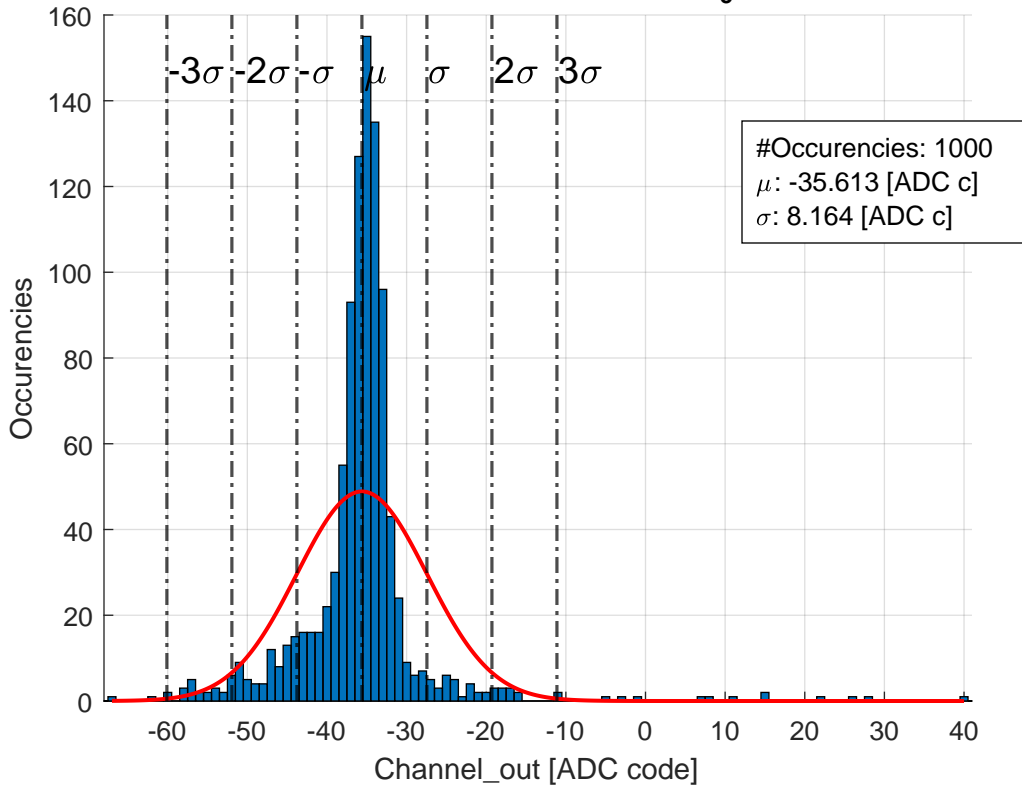 160
140
120
100
80
60
40
20
0
-3σ -2σ -σ μ σ 2σ 3σ
#Occurencies: 1000
μ: -35.613 [ADC c]
σ: 8.164 [ADC c]
Occurencies
-60 -50 -40 -30 -20 -10 0 10 20 30 40
Channel_out [ADC code]